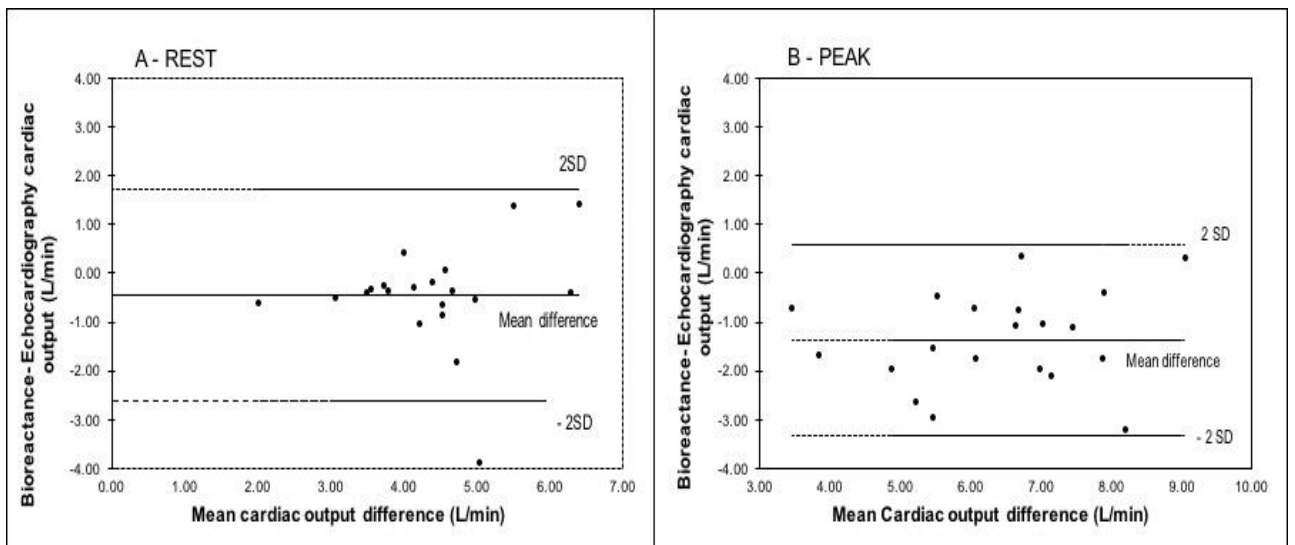 A - REST
Bioreactance- Echocardiography cardiac
output (L/min)
4.00
3.00
2.00
1.00
0.00
-1.00
-2.00
-3.00
-4.00
2SD
Mean difference
- 2SD
0.00 1.00 2.00 3.00 4.00 5.00 6.00 7.00
Mean cardiac output difference (L/min)
B - PEAK
Bioreactance- Echocardiography cardiac
output (L/min)
4.00
3.00
2.00
1.00
0.00
-1.00
-2.00
-3.00
-4.00
2 SD
Mean difference
- 2 SD
3.00 4.00 5.00 6.00 7.00 8.00 9.00 10.00
Mean Cardiac output difference (L/min)